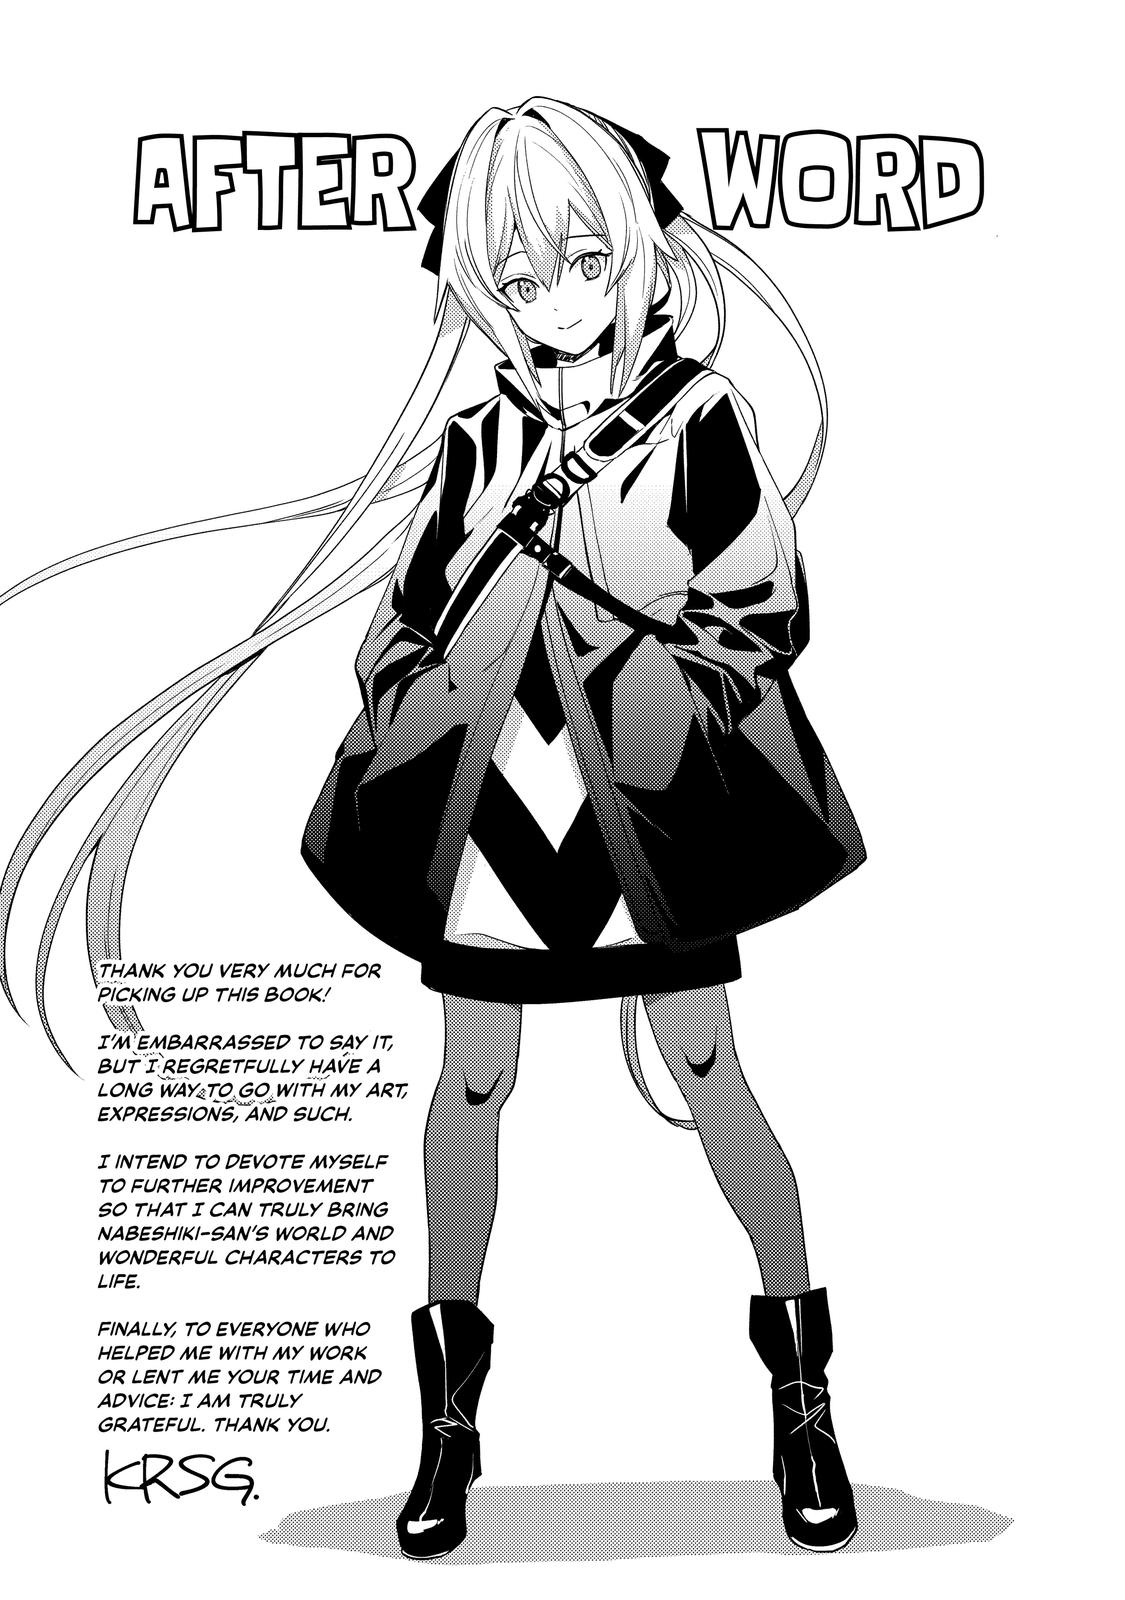 AFTER WORD
THANK YOU VERY MUCH FOR
PICKING UP THIS BOOK!
I'M EMBARRASSED TO SAY IT,
BUT I REGRETFULLY HAVE A
LONG WAY TO GO WITH MY ART,
EXPRESSIONS, AND SUCH.
I INTEND TO DEVOTE MYSELF
TO FURTHER IMPROVEMENT
SO THAT I CAN TRULY BRING
NABESHIKI-SAN'S WORLD AND
WONDERFUL CHARACTERS TO
LIFE.
FINALLY, TO EVERYONE WHO
HELPED ME WITH MY WORK
OR LENT ME YOUR TIME AND
ADVICE: I AM TRULY
GRATEFUL. THANK YOU.
KRSG.